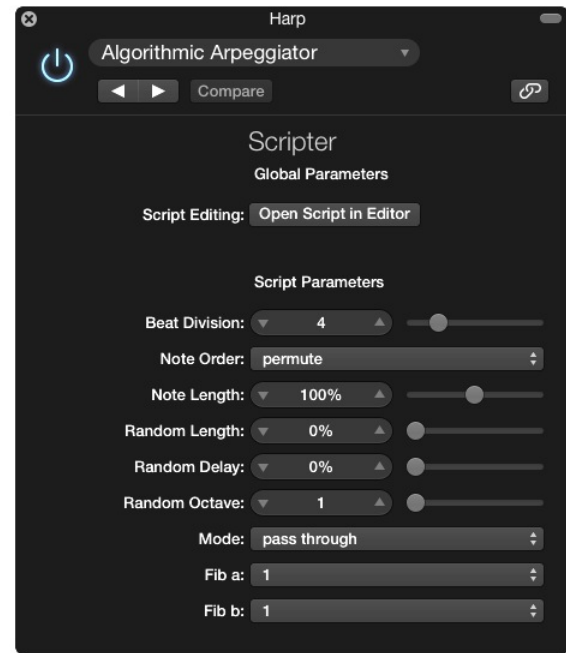 Harp
Algorithmic Arpeggiator
Compare
Scripter
Global Parameters
Script Editing: Open Script in Editor
Script Parameters
Beat Division: 4
Note Order: permute
Note Length: 100%
Random Length: 0%
Random Delay: 0%
Random Octave: 1
Mode: pass through
Fib a: 1
Fib b: 1